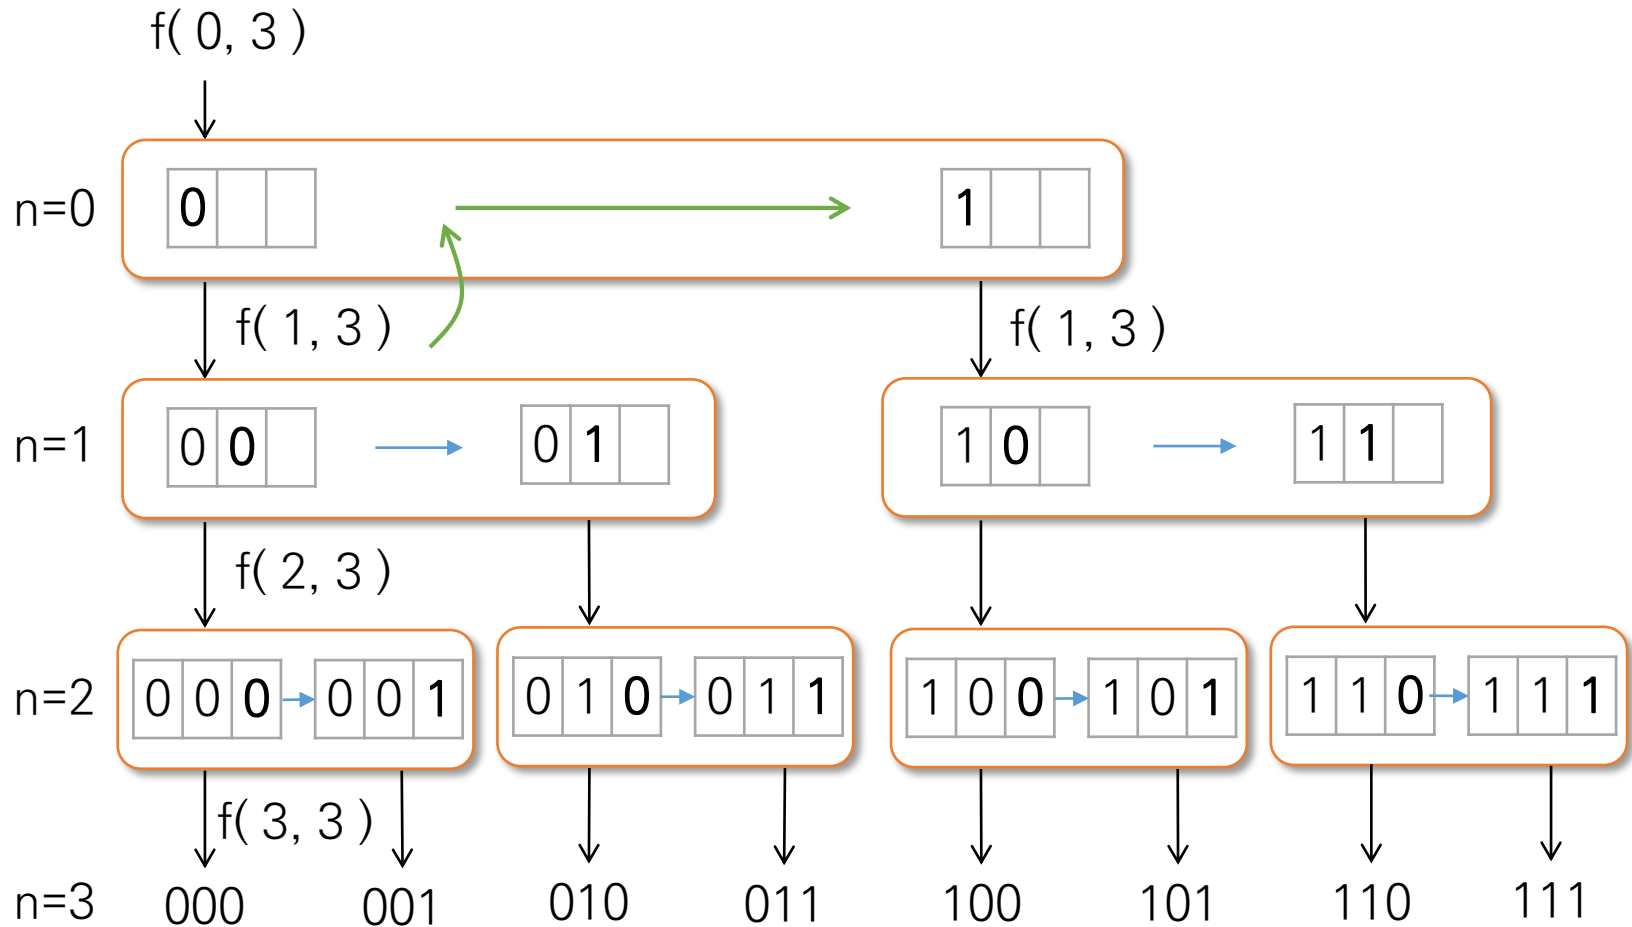 f( 0, 3 )
n=0 0 1
f( 1, 3 ) f( 1, 3 )
n=1 0 0 0 1 1 0 1 1
f( 2, 3 )
n=2 0 0 0 0 0 1 0 1 0 0 1 1 1 0 0 1 0 1 1 1 0 1 1 1
f( 3, 3 )
n=3 000 001 010 011 100 101 110 111